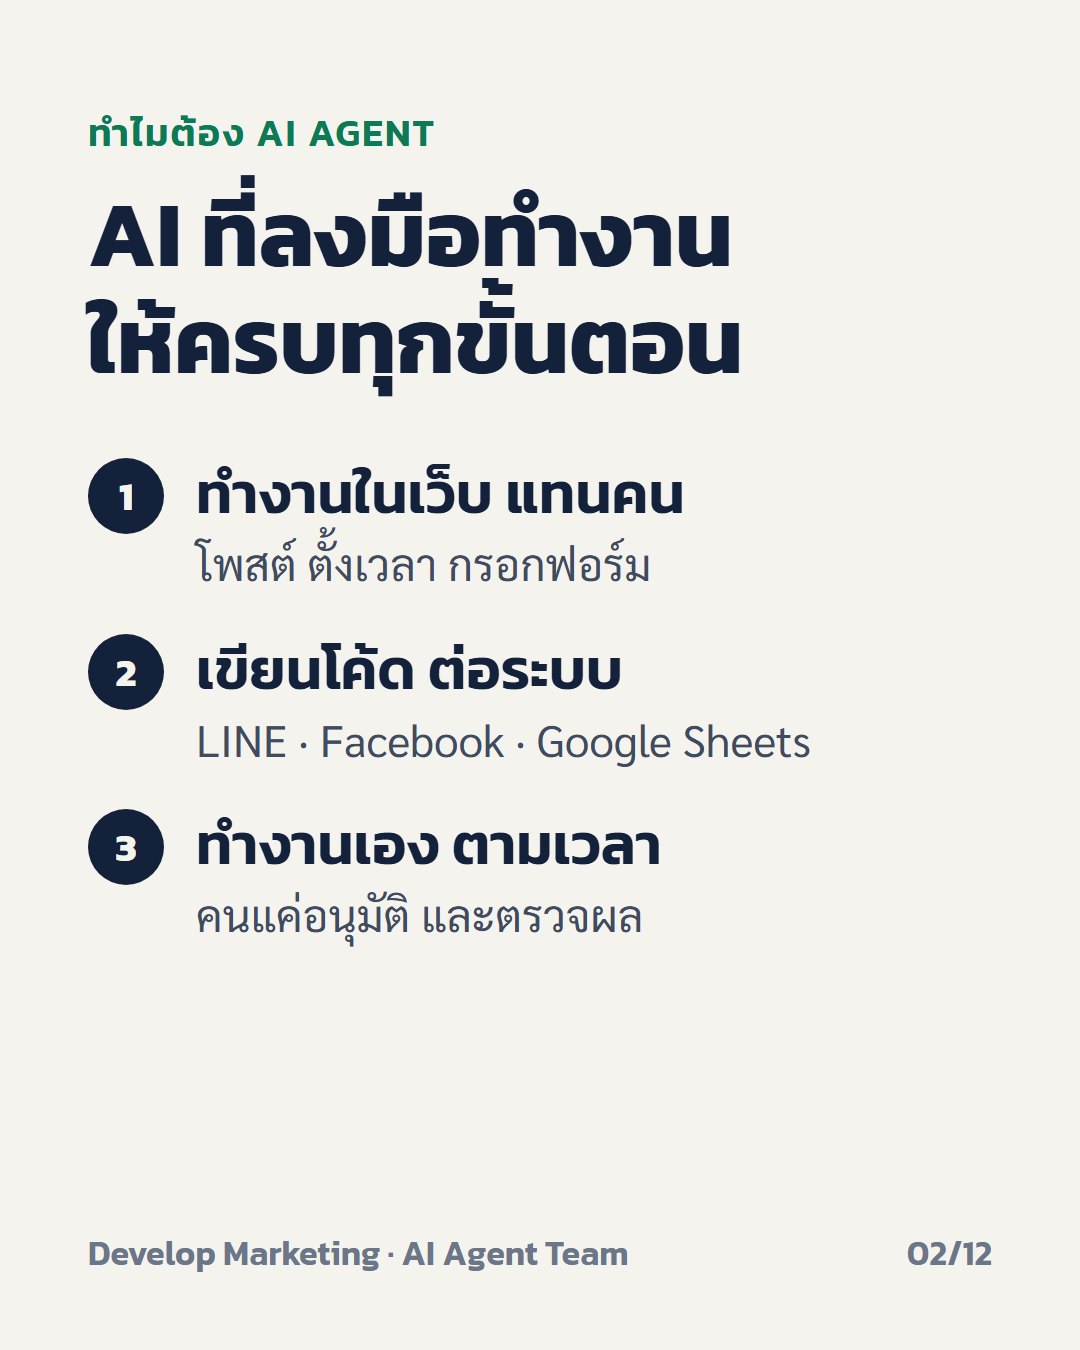 ทำไมต้อง AI AGENT
AI ที่ลงมือทำงาน
ให้ครบทุกขั้นตอน
1 ทำงานในเว็บ แทนคน
โพสต์ ตั้งเวลา กรอกฟอร์ม
2 เขียนโค้ด ต่อระบบ
LINE · Facebook · Google Sheets
3 ทำงานเอง ตามเวลา
คนแค่อนุมัติ และตรวจผล
Develop Marketing · AI Agent Team 02/12